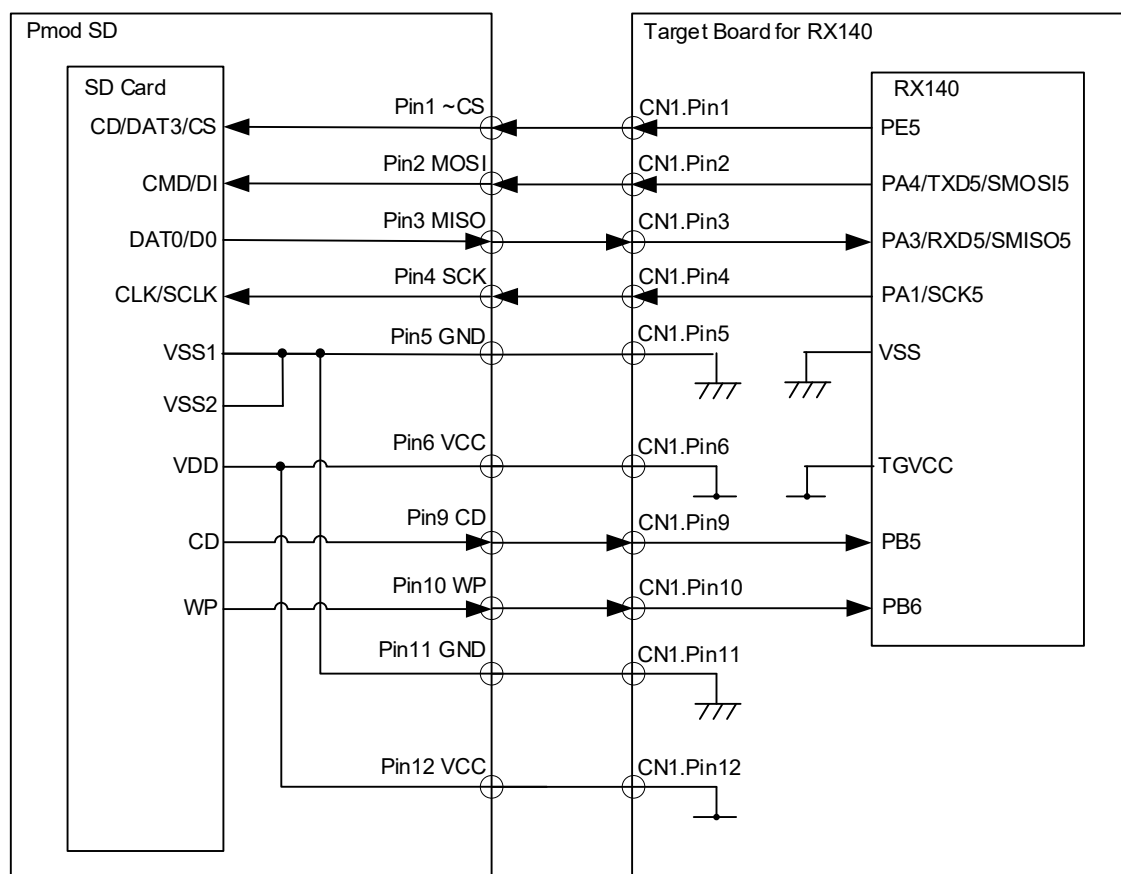 Pmod SD
Target Board for RX140
SD Card
RX140
CD/DAT3/CS
Pin1 ~CS
CN1.Pin1
PE5
CMD/DI
Pin2 MOSI
CN1.Pin2
PA4/TXD5/SMOSI5
DAT0/D0
Pin3 MISO
CN1.Pin3
PA3/RXD5/SMISO5
CLK/SCLK
Pin4 SCK
CN1.Pin4
PA1/SCK5
VSS1
Pin5 GND
CN1.Pin5
VSS
VSS2
VDD
Pin6 VCC
CN1.Pin6
TGVCC
CD
Pin9 CD
CN1.Pin9
PB5
WP
Pin10 WP
CN1.Pin10
PB6
Pin11 GND
CN1.Pin11
Pin12 VCC
CN1.Pin12